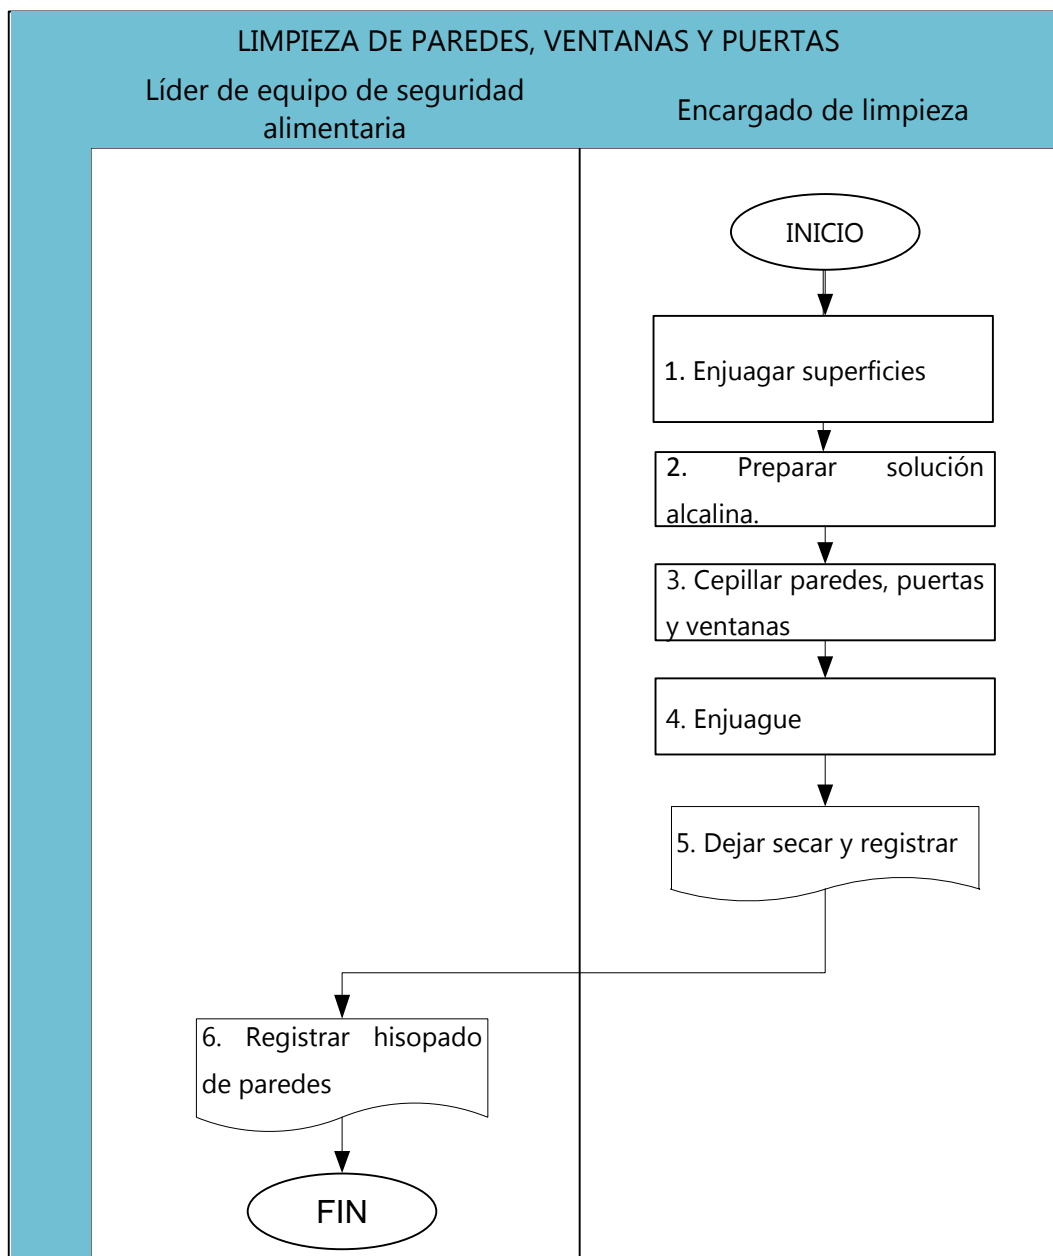 LIMPIEZA DE PAREDES, VENTANAS Y PUERTAS
Líder de equipo de seguridad
alimentaria
Encargado de limpieza
INICIO
1. Enjuagar superficies
2. Preparar solución
alcalina.
3. Cepillar paredes, puertas
y ventanas
4. Enjuague
5. Dejar secar y registrar
6. Registrar hisopado
de paredes
FIN